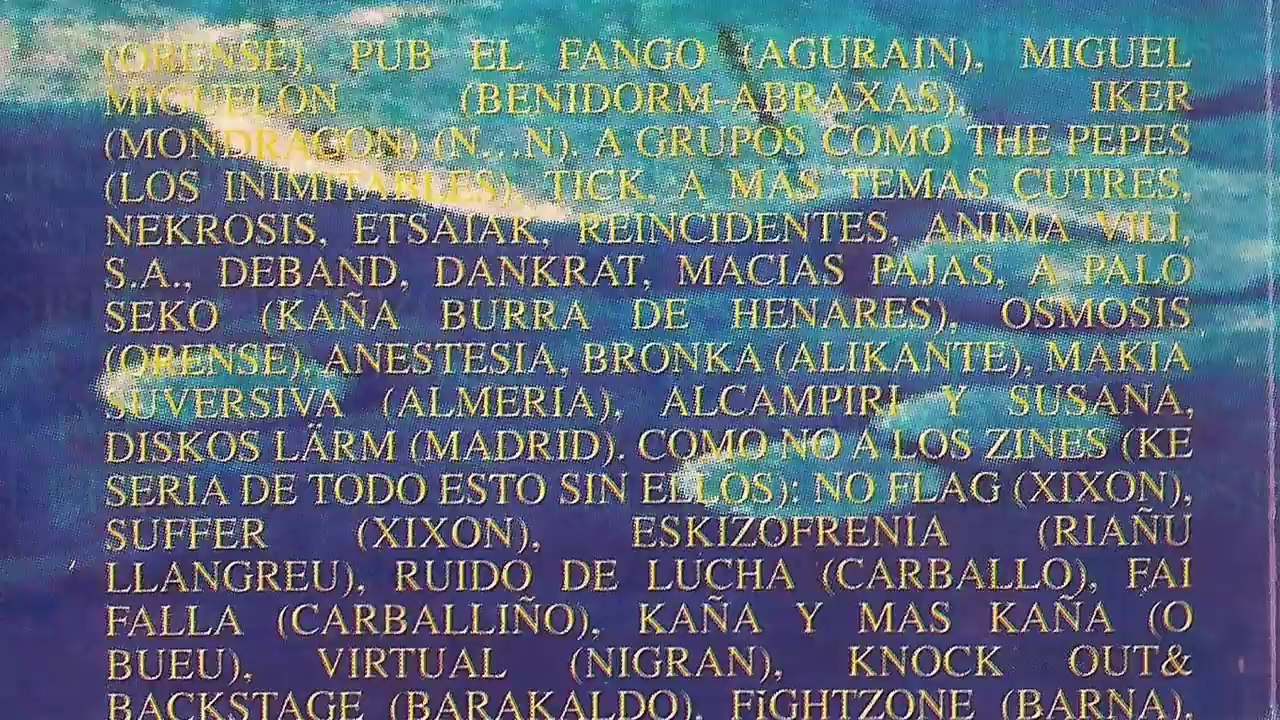 (ORENSE), PUB EL FANGO (AGURAIN), MIGUEL
MIGUELON (BENIDORM-ABRAXAS), IKER
(MONDRAGON) (N...N). A GRUPOS COMO THE PEPES
(LOS INIMITABLES), TICK, A MAS TEMAS CUTRES,
NEKROSIS, ETSAIAK, REINCIDENTES, ANIMA VILI,
S.A., DEBAND, DANKRAT, MACIAS PAJAS, A PALO
SEKO (KAÑA BURRA DE HENARES), OSMOSIS
(ORENSE), ANESTESIA, BRONKA (ALIKANTE), MAKIA
SUVERSIVA (ALMERIA), ALCAMPIRI Y SUSANA,
DISKOS LÄRM (MADRID). COMO NO A LOS ZINES (KE
SERIA DE TODO ESTO SIN ELLOS): NO FLAG (XIXON),
SUFFER (XIXON), ESKIZOFRENIA (RIAÑU
LLANGREU), RUIDO DE LUCHA (CARBALLO), FAI
FALLA (CARBALLIÑO), KAÑA Y MAS KAÑA (O
BUEU), VIRTUAL (NIGRAN), KNOCK OUT&
BACKSTAGE (BARAKALDO), FiGHTZONE (BARNA),